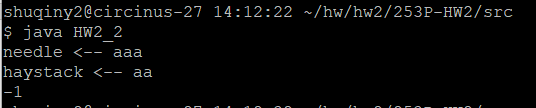 shuqiny2@circinus-27 14:12:22 ~/hw/hw2/253P-HW2/src
$ java HW2_2
needle <-- aaa
haystack <-- aa
-1